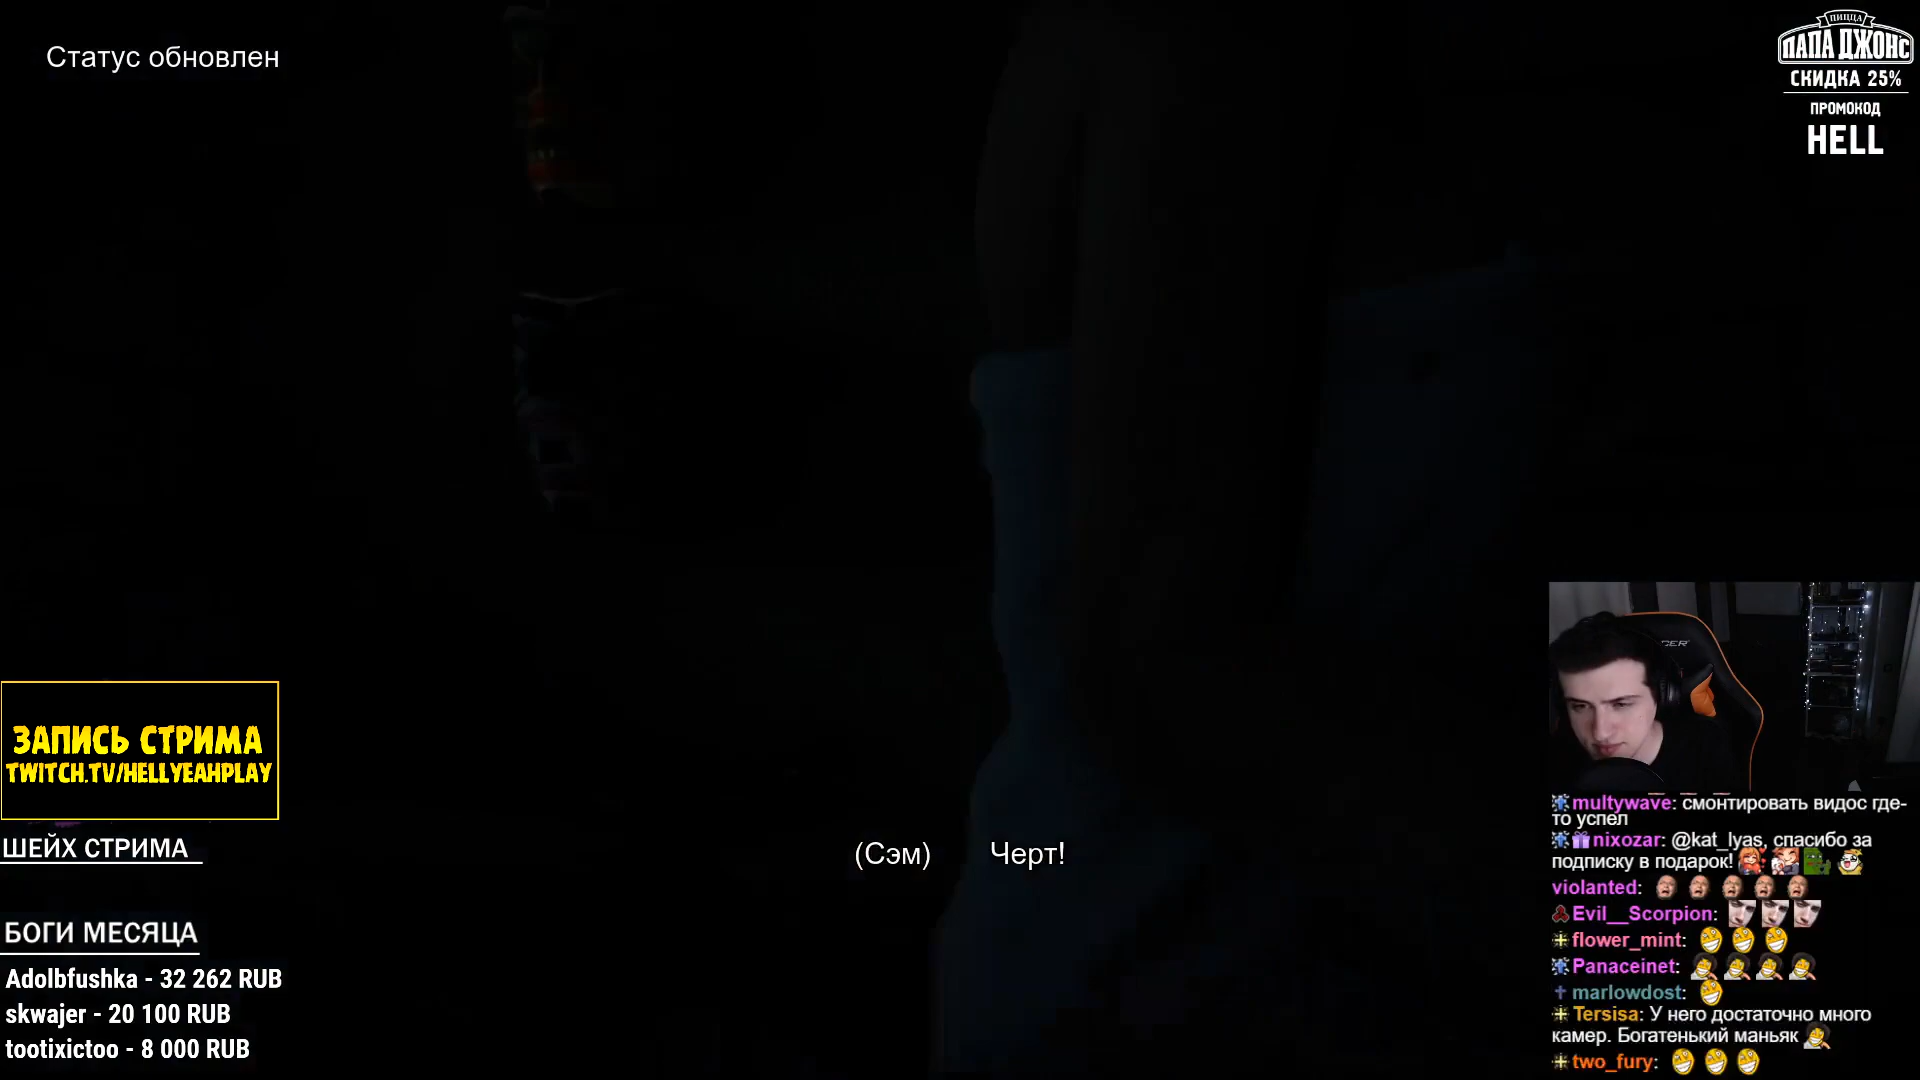 Статус обновлен
ПИЦЦА
ПАПА ДЖОНС
СКИДКА 25%
ПРОМОКОД
HELL
ЗАПИСЬ СТРИМА
TWITCH.TV/HELLYEAHPLAY
ШЕЙХ СТРИМА
БОГИ МЕСЯЦА
Adolbfushka - 32 262 RUB
skwajer - 20 100 RUB
tootixictoo - 8 000 RUB
(Сэм) Черт!
multywave: смонтировать видос где-
то успел
nixozar: @kat_lyas, спасибо за
подписку в подарок!
violanted:
Evil__Scorpion:
flower_mint:
Panaceinet:
marlowdost:
Tersisa: У него достаточно много
камер. Богатенький маньяк
two_fury: